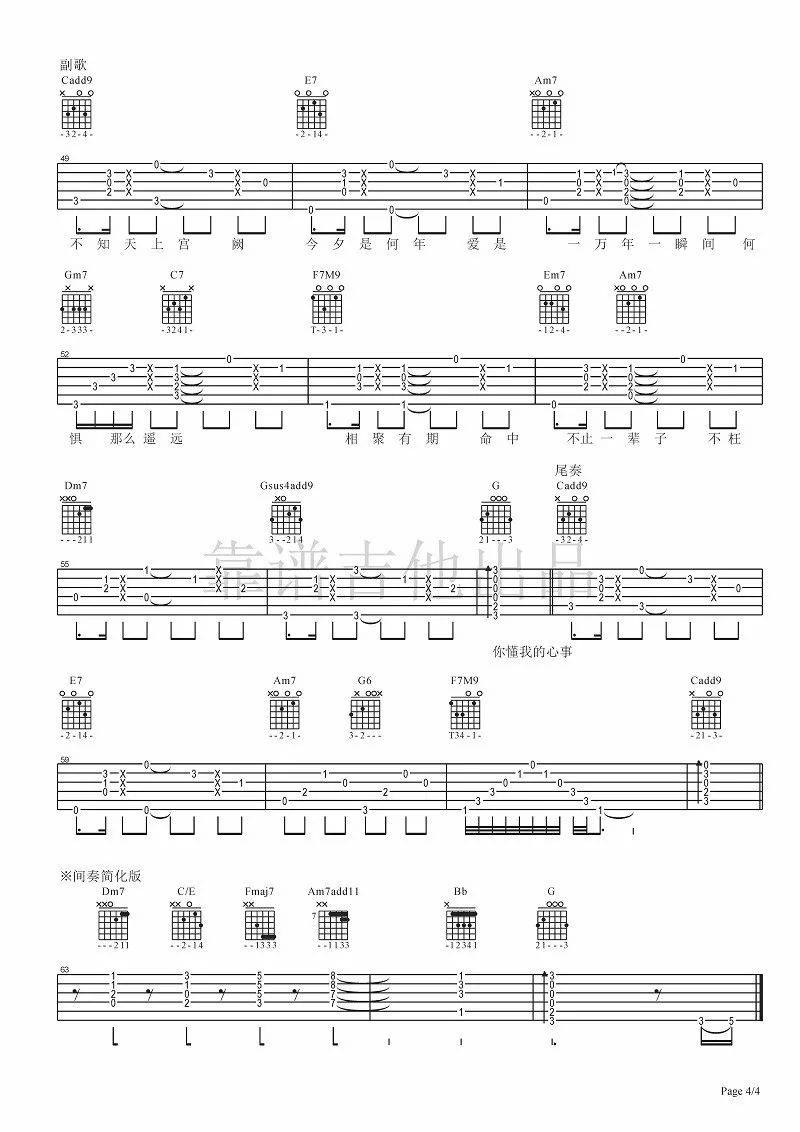 副歌
Cadd9 E7 Am7
-32-4- -2-14- --2-1-
49
不知天上宫 阙 今夕是何年 爱是 一万年一瞬间何
Gm7 C7 F7M9 Em7 Am7
2-333- -3241- T-3-1- -12-4- --2-1-
52
惧 那么遥远 相聚有期 命中 不止一辈子 不枉
尾奏
Dm7 Gsus4add9 G Cadd9
---211 3--214 21---3 -32-4-
靠谱吉他出品
55
你懂我的心事
E7 Am7 G6 F7M9 Cadd9
-2-14- --2-1- 3-2--- T34-1- -21-3-
59
※间奏简化版
Dm7 C/E Fmaj7 Am7add11 Bb G
7
---211 --2-14 --1333 --1133 -12341 21---3
63
Page 4/4